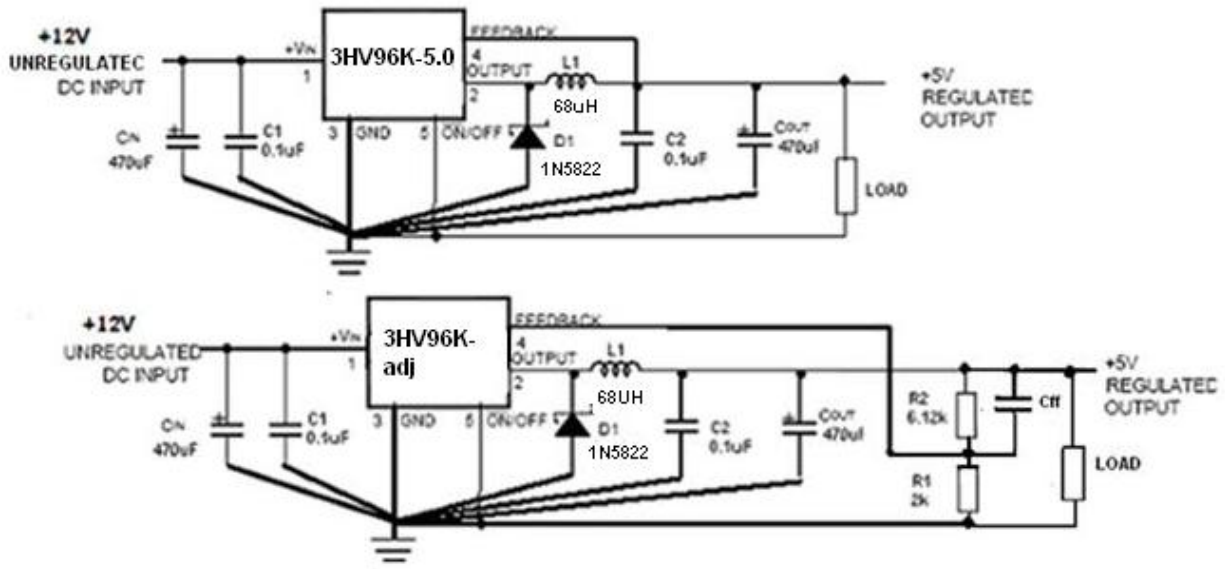 +12V
UNREGULATEC
DC INPUT
+VIN
1
3HV96K-5.0
FEEDBACK
4
OUTPUT
2
L1
68uH
+5V
REGULATED
OUTPUT
CIN
470uF
C1
0.1uF
3
GND
5
ON/OFF
D1
1N5822
C2
0.1uF
COUT
470uF
LOAD
+12V
UNREGULATED
DC INPUT
+VIN
1
3HV96K-
adj
FEEDBACK
4
OUTPUT
2
L1
68UH
+5V
REGULATEC
OUTPUT
CIN
470uF
C1
0.1uF
3
GND
5
ON/OFF
D1
1N5822
C2
0.1uF
COUT
470uF
R2
6.12k
Cff
R1
2k
LOAD